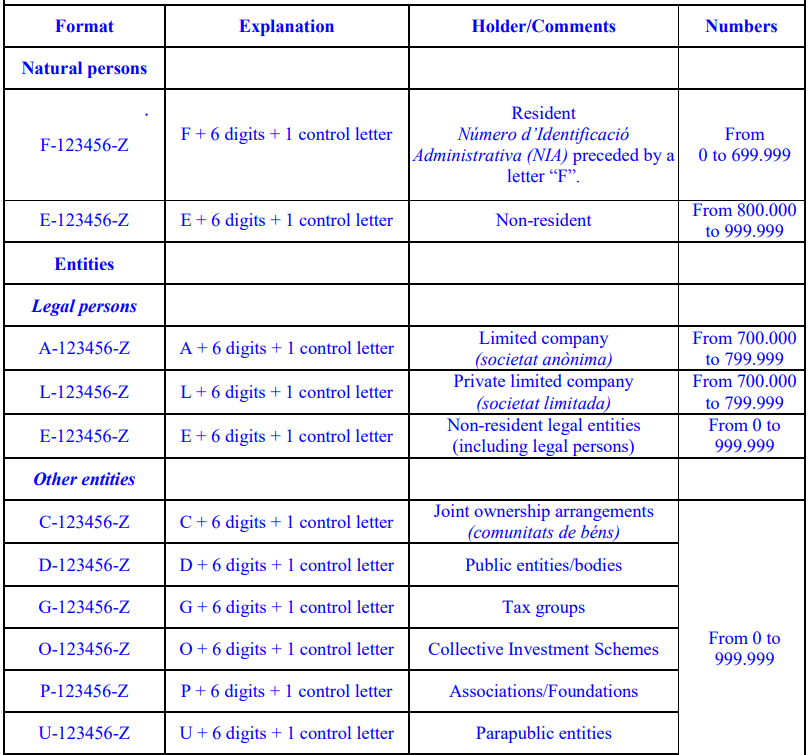 Format Explanation Holder/Comments Numbers
Natural persons
F-123456-Z F + 6 digits + 1 control letter Resident
Número d’Identificació
Administrativa (NIA) preceded by a
letter “F”.
From
0 to 699.999
E-123456-Z E + 6 digits + 1 control letter Non-resident From 800.000
to 999.999
Entities
Legal persons
A-123456-Z A + 6 digits + 1 control letter Limited company
(societat anònima)
From 700.000
to 799.999
L-123456-Z L + 6 digits + 1 control letter Private limited company
(societat limitada)
From 700.000
to 799.999
E-123456-Z E + 6 digits + 1 control letter Non-resident legal entities
(including legal persons)
From 0 to
999.999
Other entities
C-123456-Z C + 6 digits + 1 control letter Joint ownership arrangements
(comunitats de béns)
D-123456-Z D + 6 digits + 1 control letter Public entities/bodies
G-123456-Z G + 6 digits + 1 control letter Tax groups
O-123456-Z O + 6 digits + 1 control letter Collective Investment Schemes
P-123456-Z P + 6 digits + 1 control letter Associations/Foundations
U-123456-Z U + 6 digits + 1 control letter Parapublic entities
From 0 to
999.999